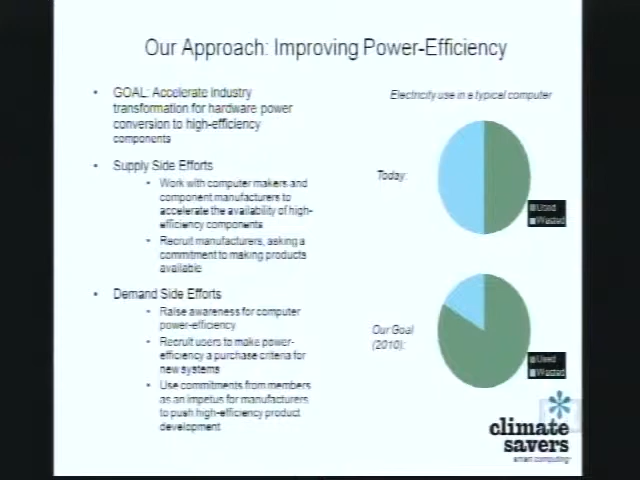 Our Approach: Improving Power-Efficiency
• GOAL: Accelerate industry
transformation for hardware power
conversion to high-efficiency
components
• Supply Side Efforts
• Work with computer makers and
component manufacturers to
accelerate the availability of high-
efficiency components
• Recruit manufacturers, asking a
commitment to making products
available
• Demand Side Efforts
• Raise awareness for computer
power-efficiency
• Recruit users to make power-
efficiency a purchase criteria for
new systems
• Use commitments from members
as an impetus for manufacturers
to push high-efficiency product
development
Electricity use in a typical computer
Today:
Used
Wasted
Our Goal
(2010):
Used
Wasted
climate
savers
smart computing